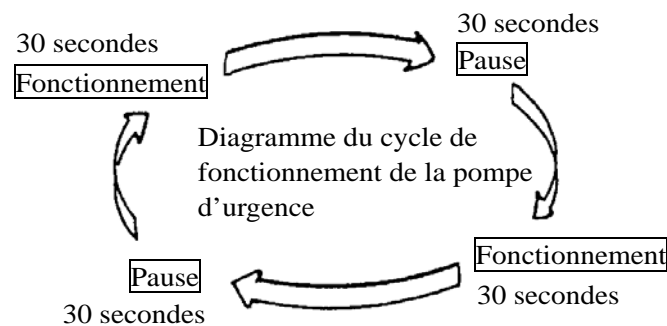 30 secondes
Fonctionnement
30 secondes
Pause
Diagramme du cycle de
fonctionnement de la pompe
d’urgence
Fonctionnement
30 secondes
Pause
30 secondes